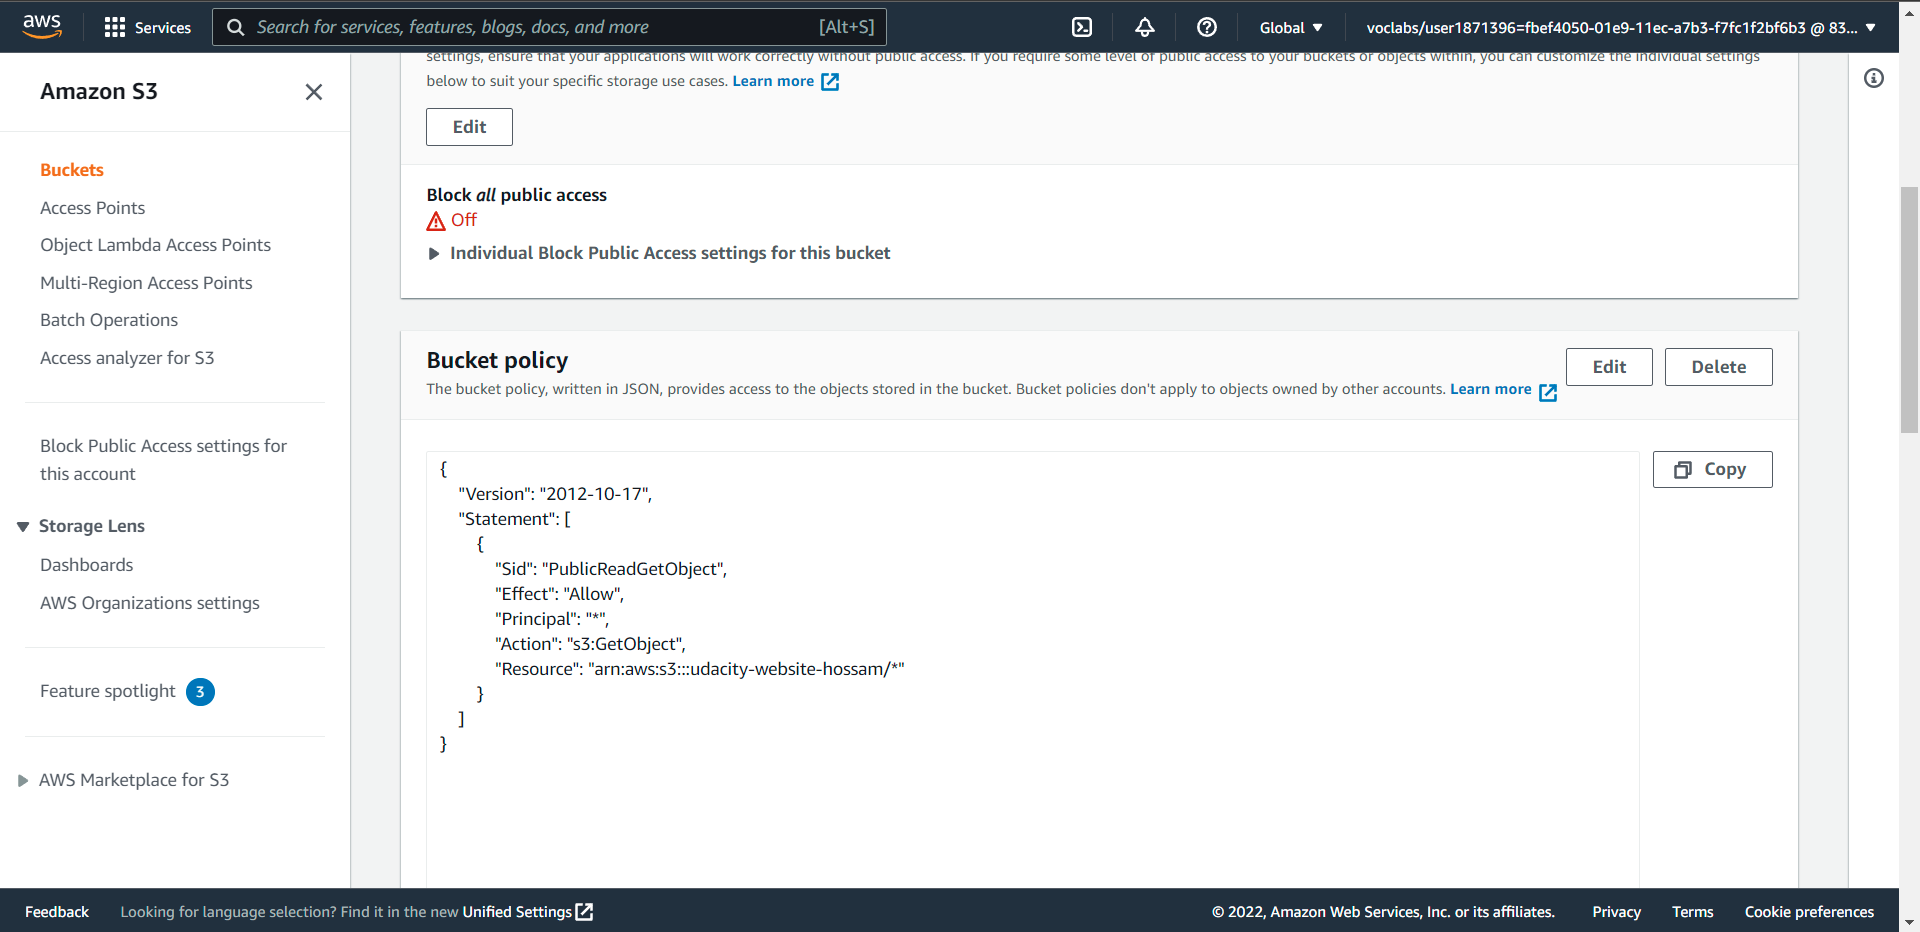 aws
Services
Search for services, features, blogs, docs, and more
[Alt+S]
Global
voclabs/user1871396=fbef4050-01e9-11ec-a7b3-f7fc1f2bf6b3 @ 83...
Amazon S3
Buckets
Access Points
Object Lambda Access Points
Multi-Region Access Points
Batch Operations
Access analyzer for S3
Block Public Access settings for
this account
Storage Lens
Dashboards
AWS Organizations settings
Feature spotlight 3
AWS Marketplace for S3
settings, ensure that your applications will work correctly without public access. If you require some level of public access to your buckets or objects within, you can customize the individual settings
below to suit your specific storage use cases. Learn more
Edit
Block all public access
Off
Individual Block Public Access settings for this bucket
Bucket policy
The bucket policy, written in JSON, provides access to the objects stored in the bucket. Bucket policies don't apply to objects owned by other accounts. Learn more
Edit
Delete
Copy
{
"Version": "2012-10-17",
"Statement": [
{
"Sid": "PublicReadGetObject",
"Effect": "Allow",
"Principal": "*",
"Action": "s3:GetObject",
"Resource": "arn:aws:s3:::udacity-website-hossam/*"
}
]
}
Feedback
Looking for language selection? Find it in the new Unified Settings
© 2022, Amazon Web Services, Inc. or its affiliates.
Privacy
Terms
Cookie preferences